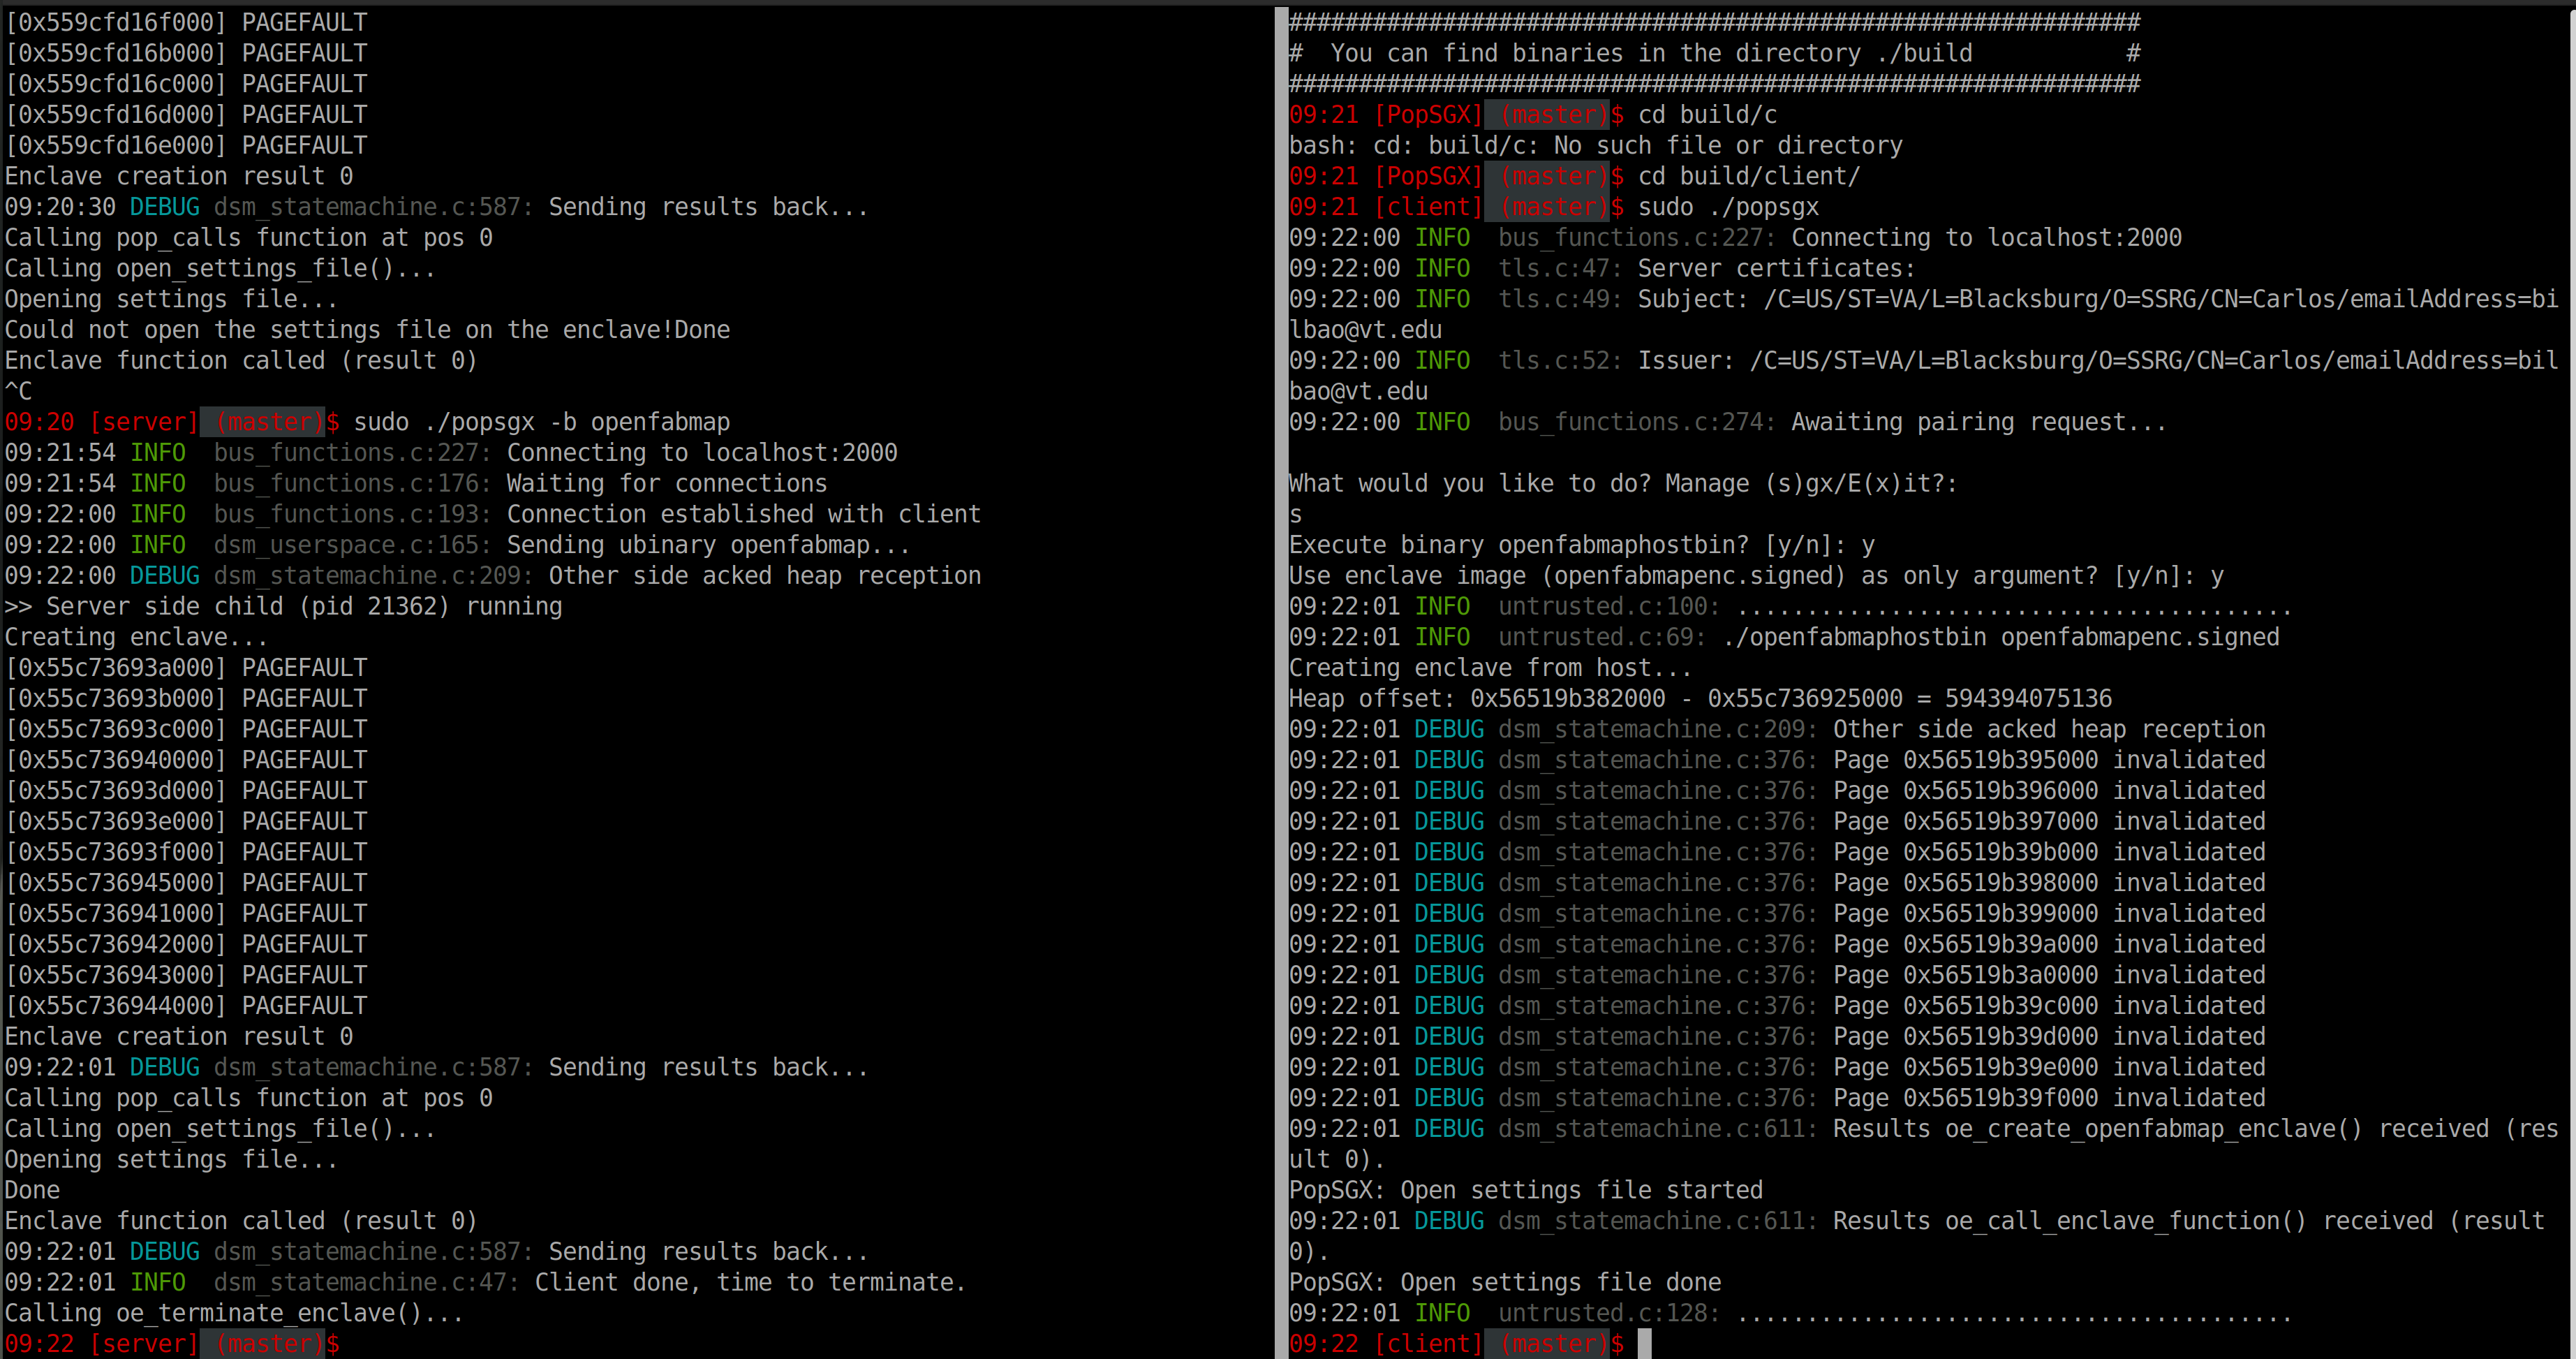 [0x559cfd16f000] PAGEFAULT
[0x559cfd16b000] PAGEFAULT
[0x559cfd16c000] PAGEFAULT
[0x559cfd16d000] PAGEFAULT
[0x559cfd16e000] PAGEFAULT
Enclave creation result 0
09:20:30 DEBUG dsm_statemachine.c:587: Sending results back...
Calling pop_calls function at pos 0
Calling open_settings_file()...
Opening settings file...
Could not open the settings file on the enclave!Done
Enclave function called (result 0)
^C
09:20 [server] (master)$ sudo ./popsgx -b openfabmap
09:21:54 INFO  bus_functions.c:227: Connecting to localhost:2000
09:21:54 INFO  bus_functions.c:176: Waiting for connections
09:22:00 INFO  bus_functions.c:193: Connection established with client
09:22:00 INFO  dsm_userspace.c:165: Sending ubinary openfabmap...
09:22:00 DEBUG dsm_statemachine.c:209: Other side acked heap reception
>> Server side child (pid 21362) running
Creating enclave...
[0x55c73693a000] PAGEFAULT
[0x55c73693b000] PAGEFAULT
[0x55c73693c000] PAGEFAULT
[0x55c736940000] PAGEFAULT
[0x55c73693d000] PAGEFAULT
[0x55c73693e000] PAGEFAULT
[0x55c73693f000] PAGEFAULT
[0x55c736945000] PAGEFAULT
[0x55c736941000] PAGEFAULT
[0x55c736942000] PAGEFAULT
[0x55c736943000] PAGEFAULT
[0x55c736944000] PAGEFAULT
Enclave creation result 0
09:22:01 DEBUG dsm_statemachine.c:587: Sending results back...
Calling pop_calls function at pos 0
Calling open_settings_file()...
Opening settings file...
Done
Enclave function called (result 0)
09:22:01 DEBUG dsm_statemachine.c:587: Sending results back...
09:22:01 INFO  dsm_statemachine.c:47: Client done, time to terminate.
Calling oe_terminate_enclave()...
09:22 [server] (master)$
#############################################################
#  You can find binaries in the directory ./build           #
#############################################################
09:21 [PopSGX] (master)$ cd build/c
bash: cd: build/c: No such file or directory
09:21 [PopSGX] (master)$ cd build/client/
09:21 [client] (master)$ sudo ./popsgx
09:22:00 INFO  bus_functions.c:227: Connecting to localhost:2000
09:22:00 INFO  tls.c:47: Server certificates:
09:22:00 INFO  tls.c:49: Subject: /C=US/ST=VA/L=Blacksburg/O=SSRG/CN=Carlos/emailAddress=bi
lbao@vt.edu
09:22:00 INFO  tls.c:52: Issuer: /C=US/ST=VA/L=Blacksburg/O=SSRG/CN=Carlos/emailAddress=bil
bao@vt.edu
09:22:00 INFO  bus_functions.c:274: Awaiting pairing request...
What would you like to do? Manage (s)gx/E(x)it?:
s
Execute binary openfabmaphostbin? [y/n]: y
Use enclave image (openfabmapenc.signed) as only argument? [y/n]: y
09:22:01 INFO  untrusted.c:100: ........................................
09:22:01 INFO  untrusted.c:69: ./openfabmaphostbin openfabmapenc.signed
Creating enclave from host...
Heap offset: 0x56519b382000 - 0x55c736925000 = 594394075136
09:22:01 DEBUG dsm_statemachine.c:209: Other side acked heap reception
09:22:01 DEBUG dsm_statemachine.c:376: Page 0x56519b395000 invalidated
09:22:01 DEBUG dsm_statemachine.c:376: Page 0x56519b396000 invalidated
09:22:01 DEBUG dsm_statemachine.c:376: Page 0x56519b397000 invalidated
09:22:01 DEBUG dsm_statemachine.c:376: Page 0x56519b39b000 invalidated
09:22:01 DEBUG dsm_statemachine.c:376: Page 0x56519b398000 invalidated
09:22:01 DEBUG dsm_statemachine.c:376: Page 0x56519b399000 invalidated
09:22:01 DEBUG dsm_statemachine.c:376: Page 0x56519b39a000 invalidated
09:22:01 DEBUG dsm_statemachine.c:376: Page 0x56519b3a0000 invalidated
09:22:01 DEBUG dsm_statemachine.c:376: Page 0x56519b39c000 invalidated
09:22:01 DEBUG dsm_statemachine.c:376: Page 0x56519b39d000 invalidated
09:22:01 DEBUG dsm_statemachine.c:376: Page 0x56519b39e000 invalidated
09:22:01 DEBUG dsm_statemachine.c:376: Page 0x56519b39f000 invalidated
09:22:01 DEBUG dsm_statemachine.c:611: Results oe_create_openfabmap_enclave() received (res
ult 0).
PopSGX: Open settings file started
09:22:01 DEBUG dsm_statemachine.c:611: Results oe_call_enclave_function() received (result
0).
PopSGX: Open settings file done
09:22:01 INFO  untrusted.c:128: ........................................
09:22 [client] (master)$